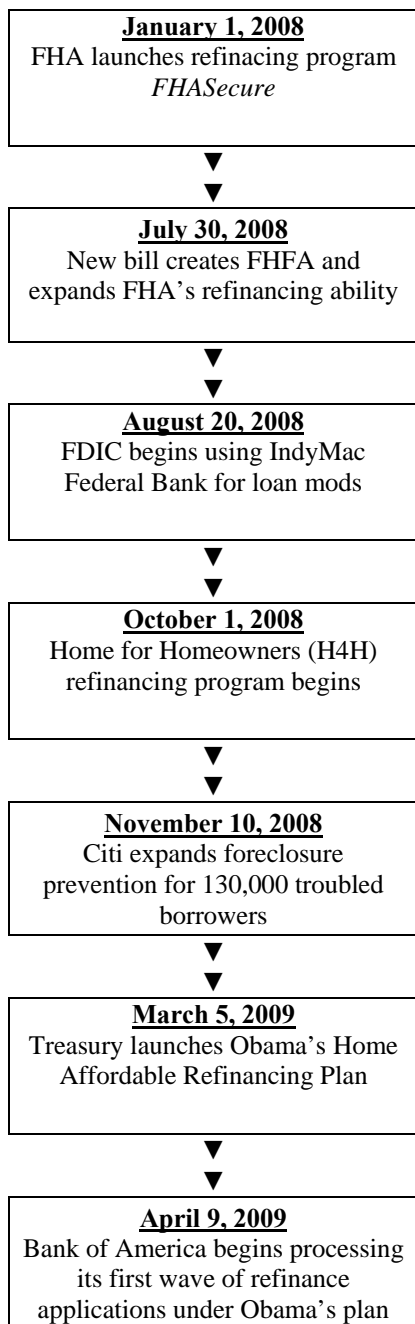 January 1, 2008
FHA launches refinacing program
FHASecure
July 30, 2008
New bill creates FHFA and
expands FHA’s refinancing ability
August 20, 2008
FDIC begins using IndyMac
Federal Bank for loan mods
October 1, 2008
Home for Homeowners (H4H)
refinancing program begins
November 10, 2008
Citi expands foreclosure
prevention for 130,000 troubled
borrowers
March 5, 2009
Treasury launches Obama’s Home
Affordable Refinancing Plan
April 9, 2009
Bank of America begins processing
its first wave of refinance
applications under Obama’s plan